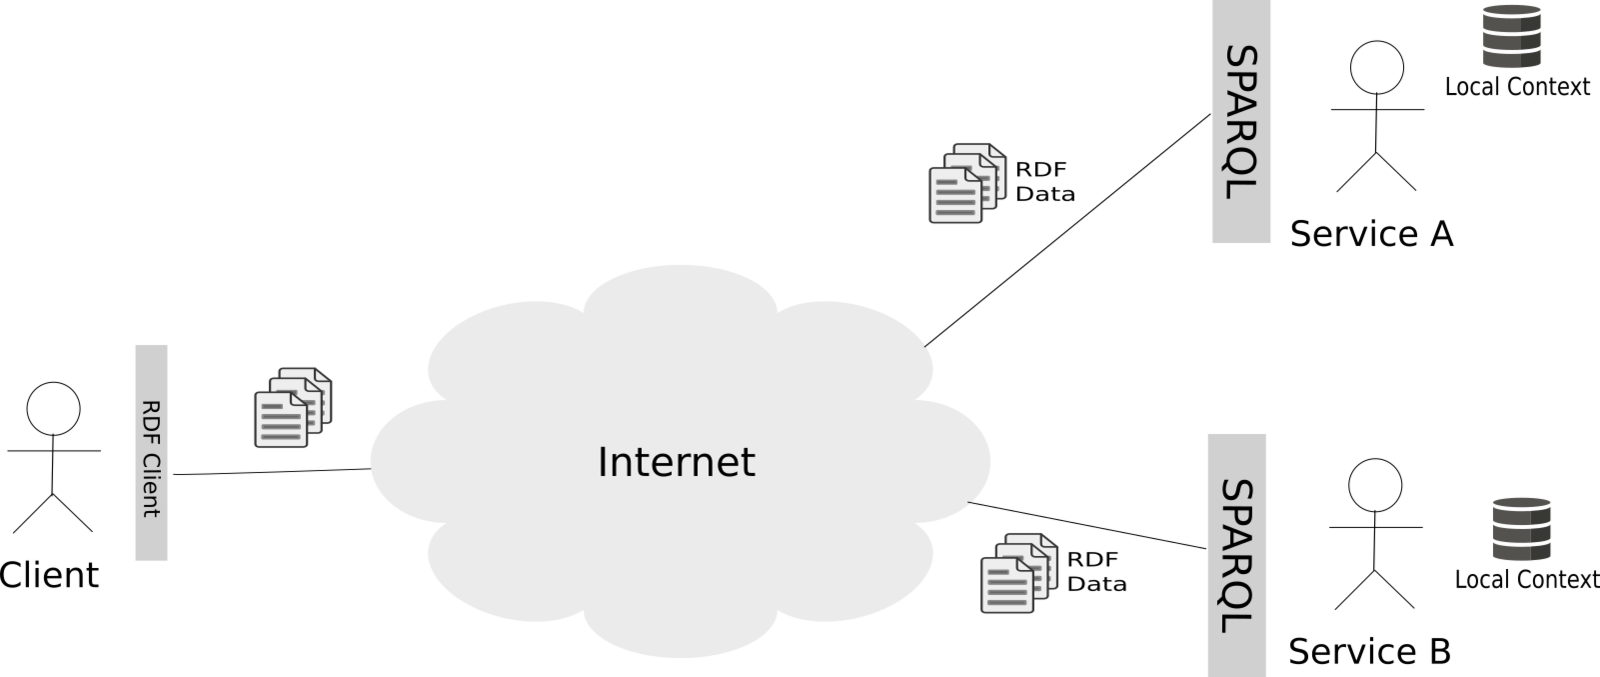 SPARQL
Local Context
RDF
Data
Service A
RDF Client
Internet
Client
SPARQL
RDF
Data
Local Context
Service B